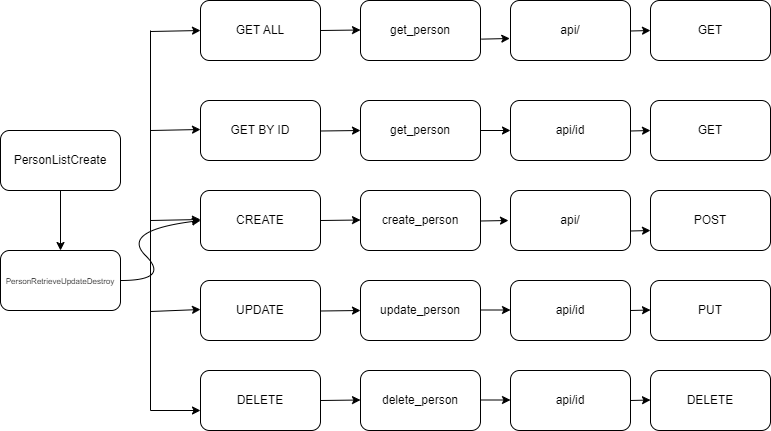 GET ALL
get_person
api/
GET
GET BY ID
get_person
api/id
GET
PersonListCreate
CREATE
create_person
api/
POST
PersonRetrieveUpdateDestroy
UPDATE
update_person
api/id
PUT
DELETE
delete_person
api/id
DELETE